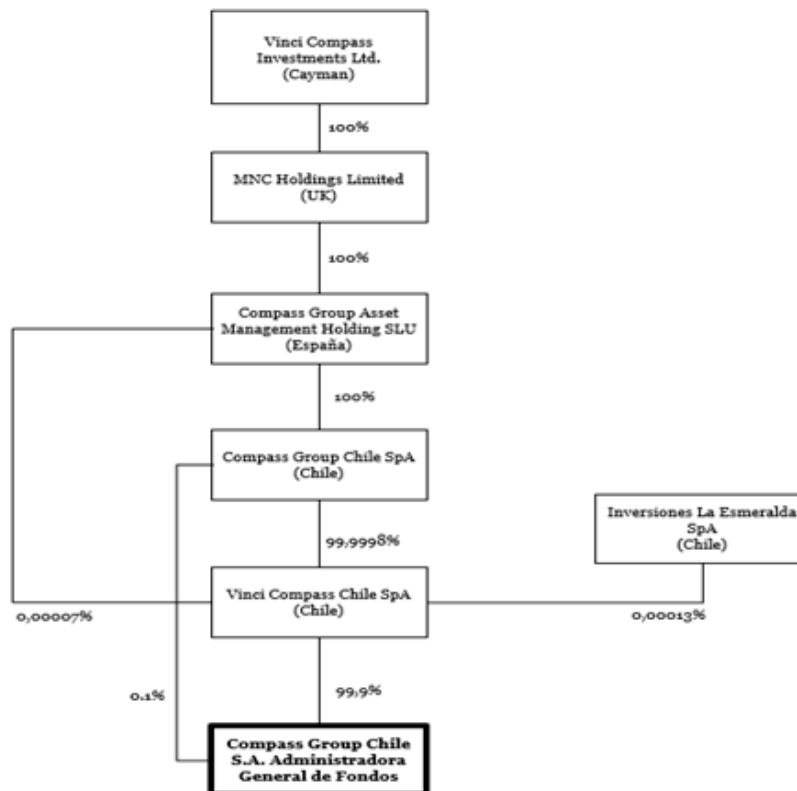 Vinci Compass
Investments Ltd.
(Cayman)
100%
MNC Holdings Limited
(UK)
100%
Compass Group Asset
Management Holding SLU
(España)
100%
Compass Group Chile SpA
(Chile)
Inversiones La Esmeralda
SpA
(Chile)
99,9998%
Vinci Compass Chile SpA
(Chile)
0,00007%
0,00013%
0.1%
99,9%
Compass Group Chile
S.A. Administradora
General de Fondos